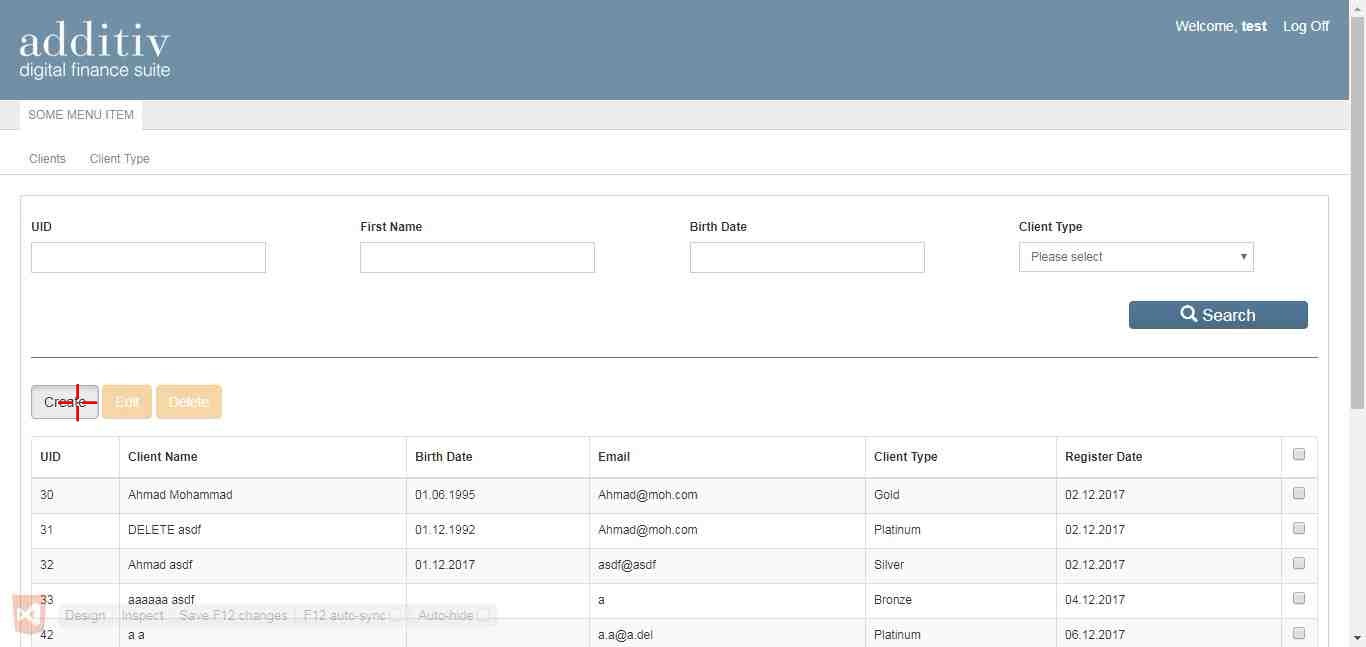 additiv
digital finance suite
Welcome, test Log Off
SOME MENU ITEM
Clients Client Type
UID First Name Birth Date Client Type
Please select
Search
Create Edit Delete
UID Client Name Birth Date Email Client Type Register Date
30 Ahmad Mohammad 01.06.1995 Ahmad@moh.com Gold 02.12.2017
31 DELETE asdf 01.12.1992 Ahmad@moh.com Platinum 02.12.2017
32 Ahmad asdf 01.12.2017 asdf@asdf Silver 02.12.2017
33 aaaaaa asdf a Bronze 04.12.2017
Design Inspect Save F12 changes F12 auto-sync Auto-hide
42 a a a.a@a.del Platinum 06.12.2017